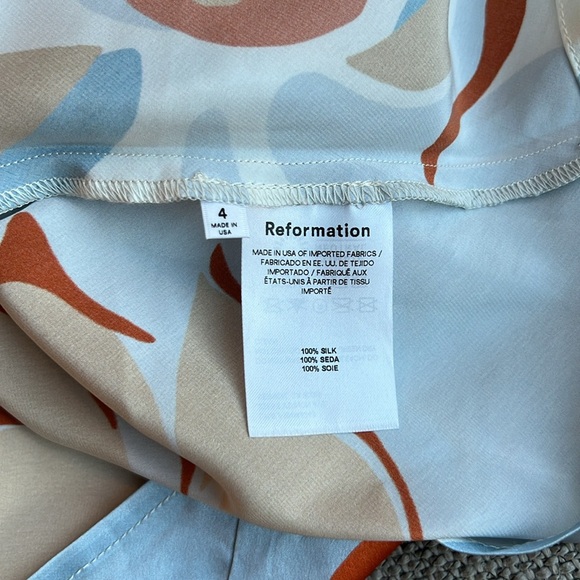 4
MADE IN
USA
Reformation
MADE IN USA OF IMPORTED FABRICS /
FABRICADO EN EE. UU. DE TEJIDO
IMPORTADO / FABRIQUÉ AUX
ÉTATS-UNIS À PARTIR DE TISSU
IMPORTÉ
100% SILK
100% SEDA
100% SOIE